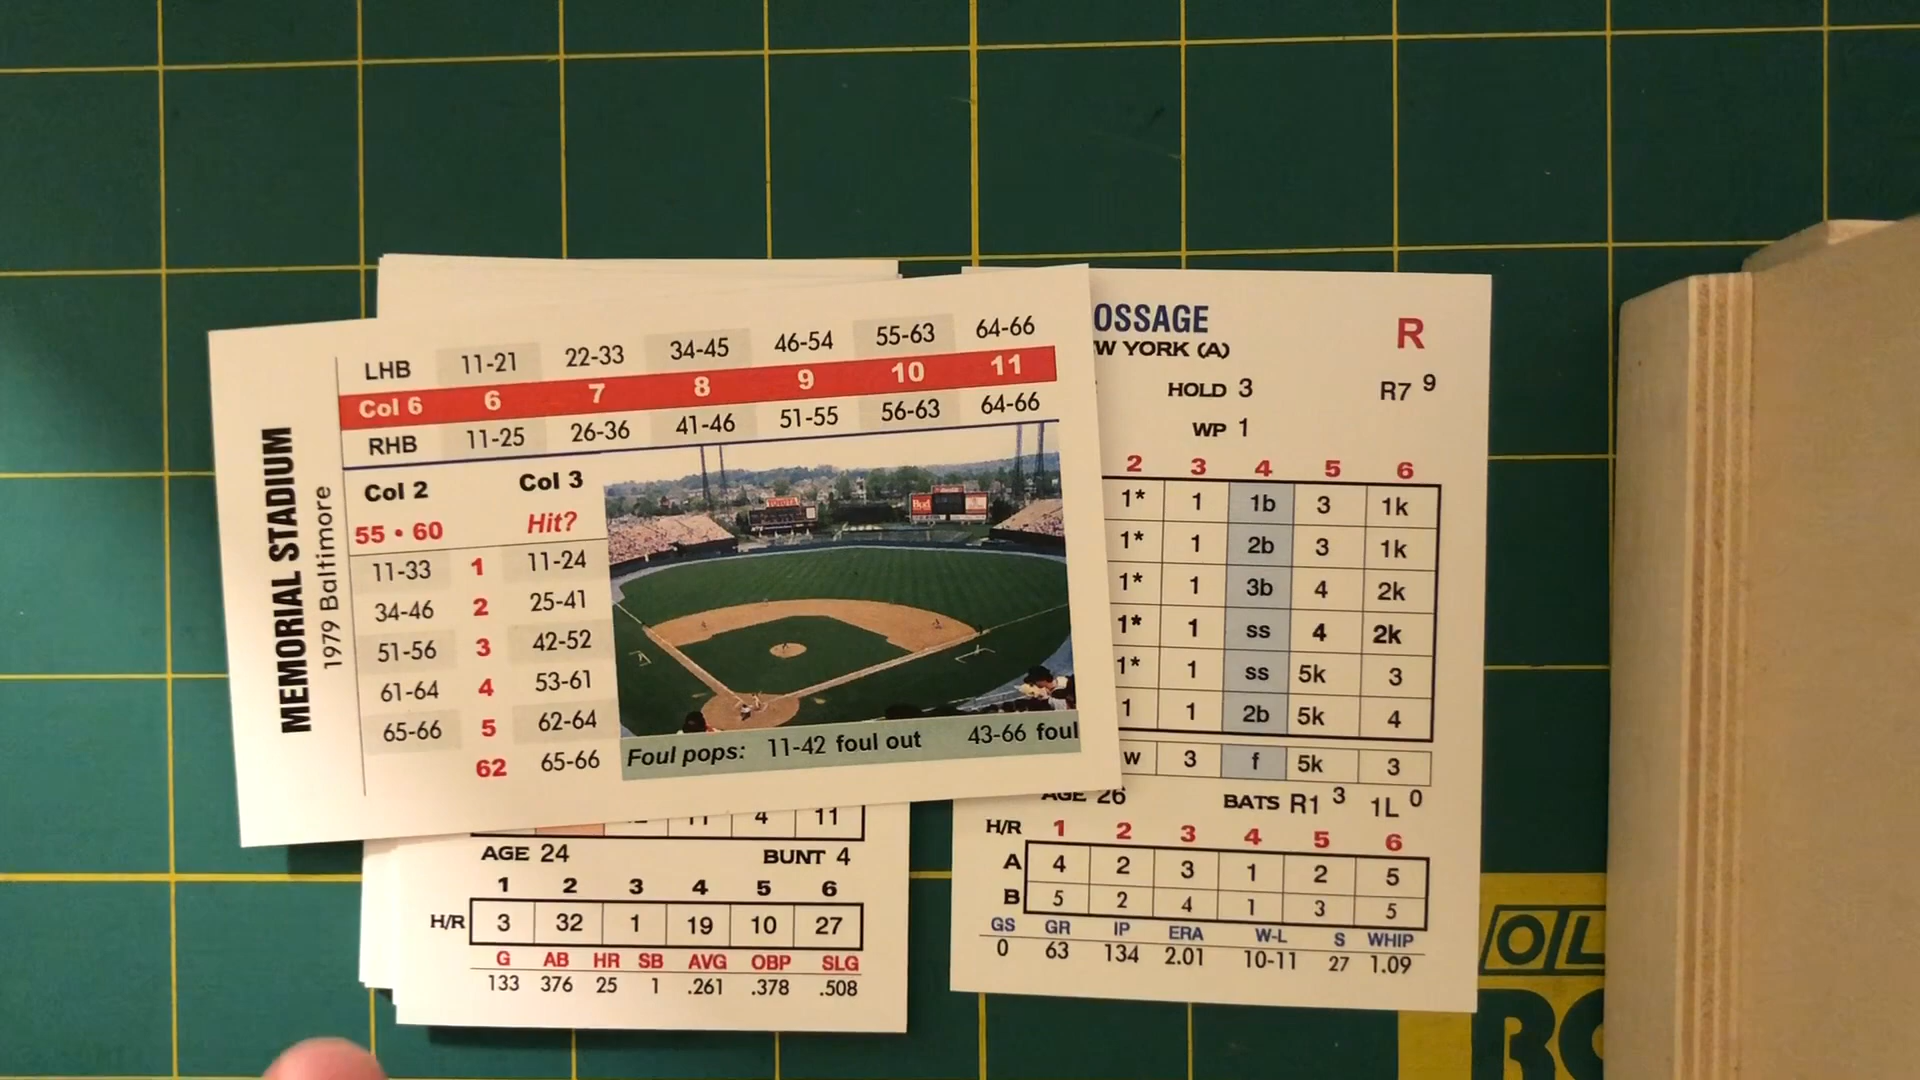 MEMORIAL STADIUM
1979 Baltimore
LHB 11-21 22-33 34-45 46-54 55-63 64-66
Col 6 6 7 8 9 10 11
RHB 11-25 26-36 41-46 51-55 56-63 64-66
Col 2 Col 3
55 • 60 Hit?
11-33 1 11-24
34-46 2 25-41
51-56 3 42-52
61-64 4 53-61
65-66 5 62-64
62 65-66
TOYOTA
Bud
Foul pops: 11-42 foul out 43-66 foul
11 4 11
AGE 24 BUNT 4
1 2 3 4 5 6
H/R 3 32 1 19 10 27
G AB HR SB AVG OBP SLG
133 376 25 1 .261 .378 .508
OSSAGE R
W YORK (A)
HOLD 3 R7 9
WP 1
2 3 4 5 6
1* 1 1b 3 1k
1* 1 2b 3 1k
1* 1 3b 4 2k
1* 1 ss 4 2k
1* 1 ss 5k 3
1 1 2b 5k 4
w 3 f 5k 3
AGE 26 BATS R1 3 1L 0
H/R 1 2 3 4 5 6
A 4 2 3 1 2 5
B 5 2 4 1 3 5
GS GR IP ERA W-L S WHIP
0 63 134 2.01 10-11 27 1.09
OL